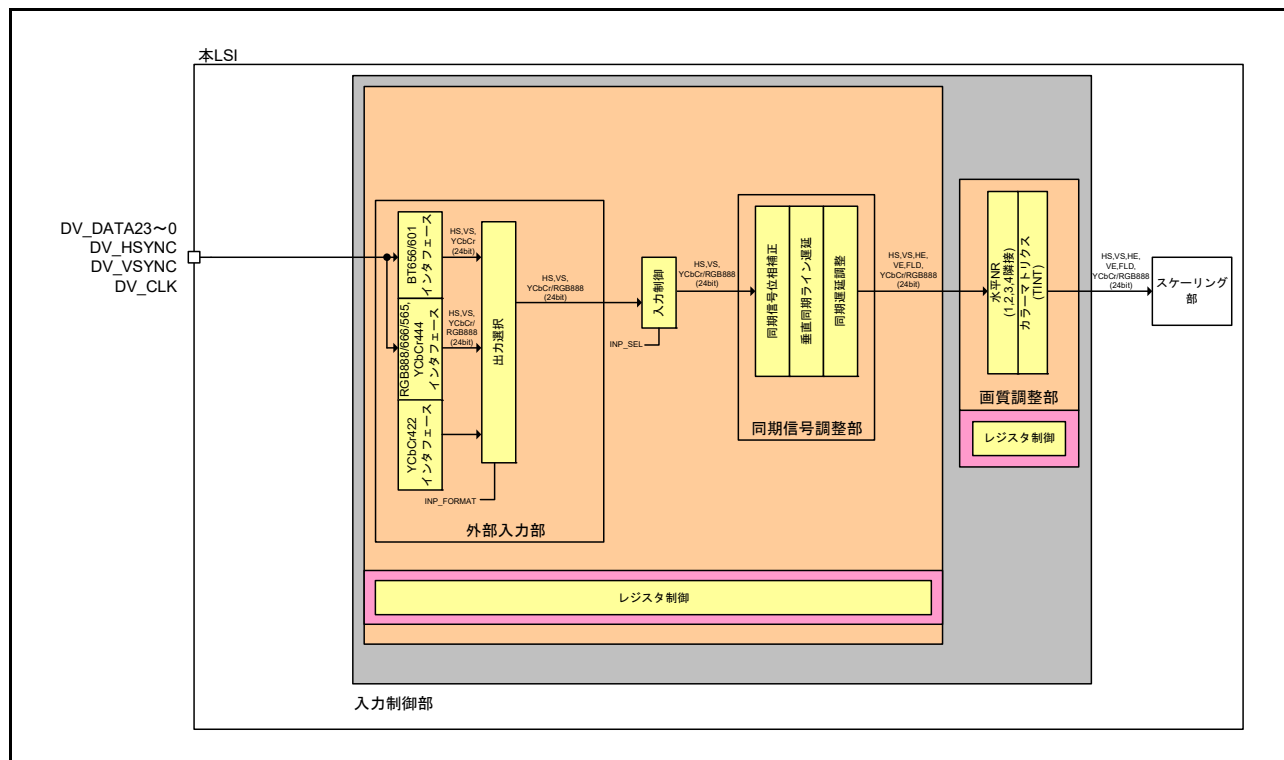 本LSI
DV_DATA23～0
DV_HSYNC
DV_VSYNC
DV_CLK
BT656/601
インタフェース
RGB888/666/565,
YCbCr444
インタフェース
YCbCr422
インタフェース
HS,VS,
YCbCr
(24bit)
HS,VS,
YCbCr/
RGB888
(24bit)
出力選択
INP_FORMAT
外部入力部
HS,VS,
YCbCr/RGB888
(24bit)
入力制御
INP_SEL
HS,VS,
YCbCr/RGB888
(24bit)
同期信号位相補正
垂直同期ライン遅延
同期遅延調整
同期信号調整部
HS,VS,HE,
VE,FLD,
YCbCr/RGB888
(24bit)
水平NR
(1,2,3,4隣接)
カラーマトリクス
(TINT)
画質調整部
レジスタ制御
HS,VS,HE,
VE,FLD,
YCbCr/RGB888
(24bit)
スケーリング
部
レジスタ制御
入力制御部